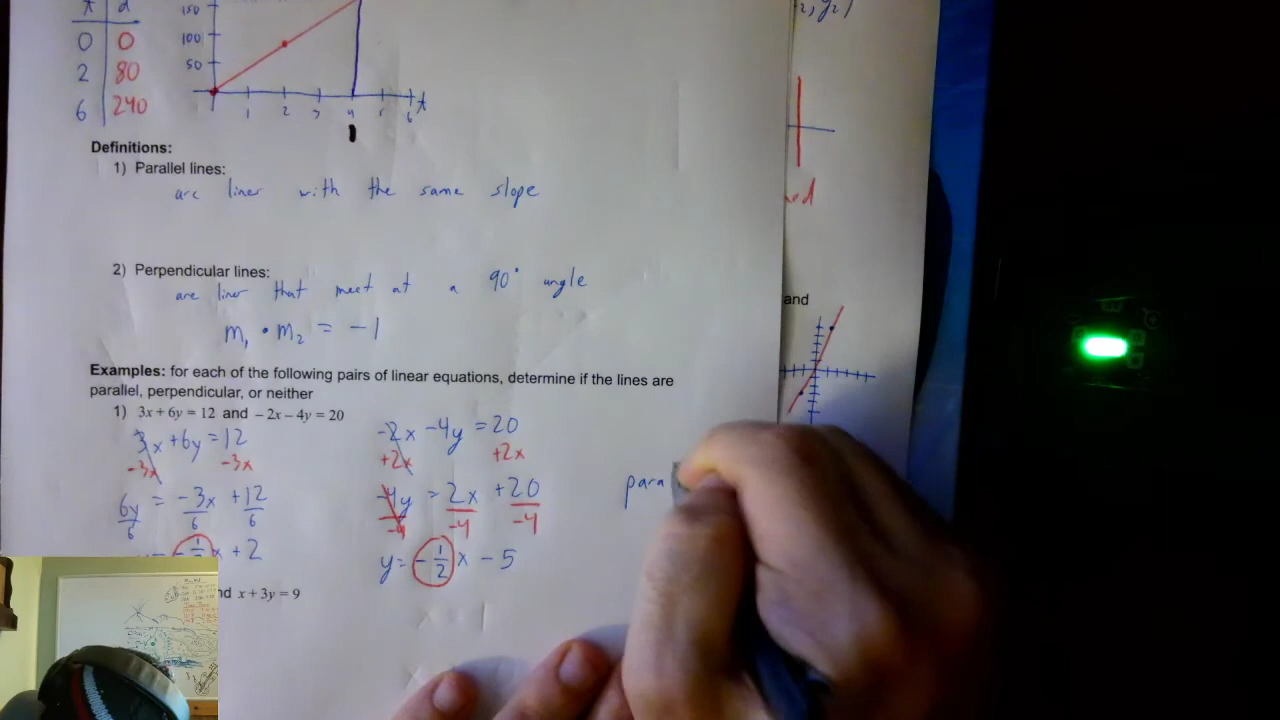 t d
0 0
2 80
6 240
150
100
50
1 2 3 4 5 6 t
Definitions:
1) Parallel lines:
are lines with the same slope
2) Perpendicular lines:
are lines that meet at a 90° angle
m₁ • m₂ = -1
Examples: for each of the following pairs of linear equations, determine if the lines are
parallel, perpendicular, or neither
1) 3x + 6y = 12 and - 2x - 4y = 20
3x + 6y = 12
-3x -3x
6y/6 = -3x/6 + 12/6
-½x + 2
-2x - 4y = 20
+2x +2x
-4y/-4 = 2x/-4 + 20/-4
y = -½x - 5
para
x + 3y = 9
and